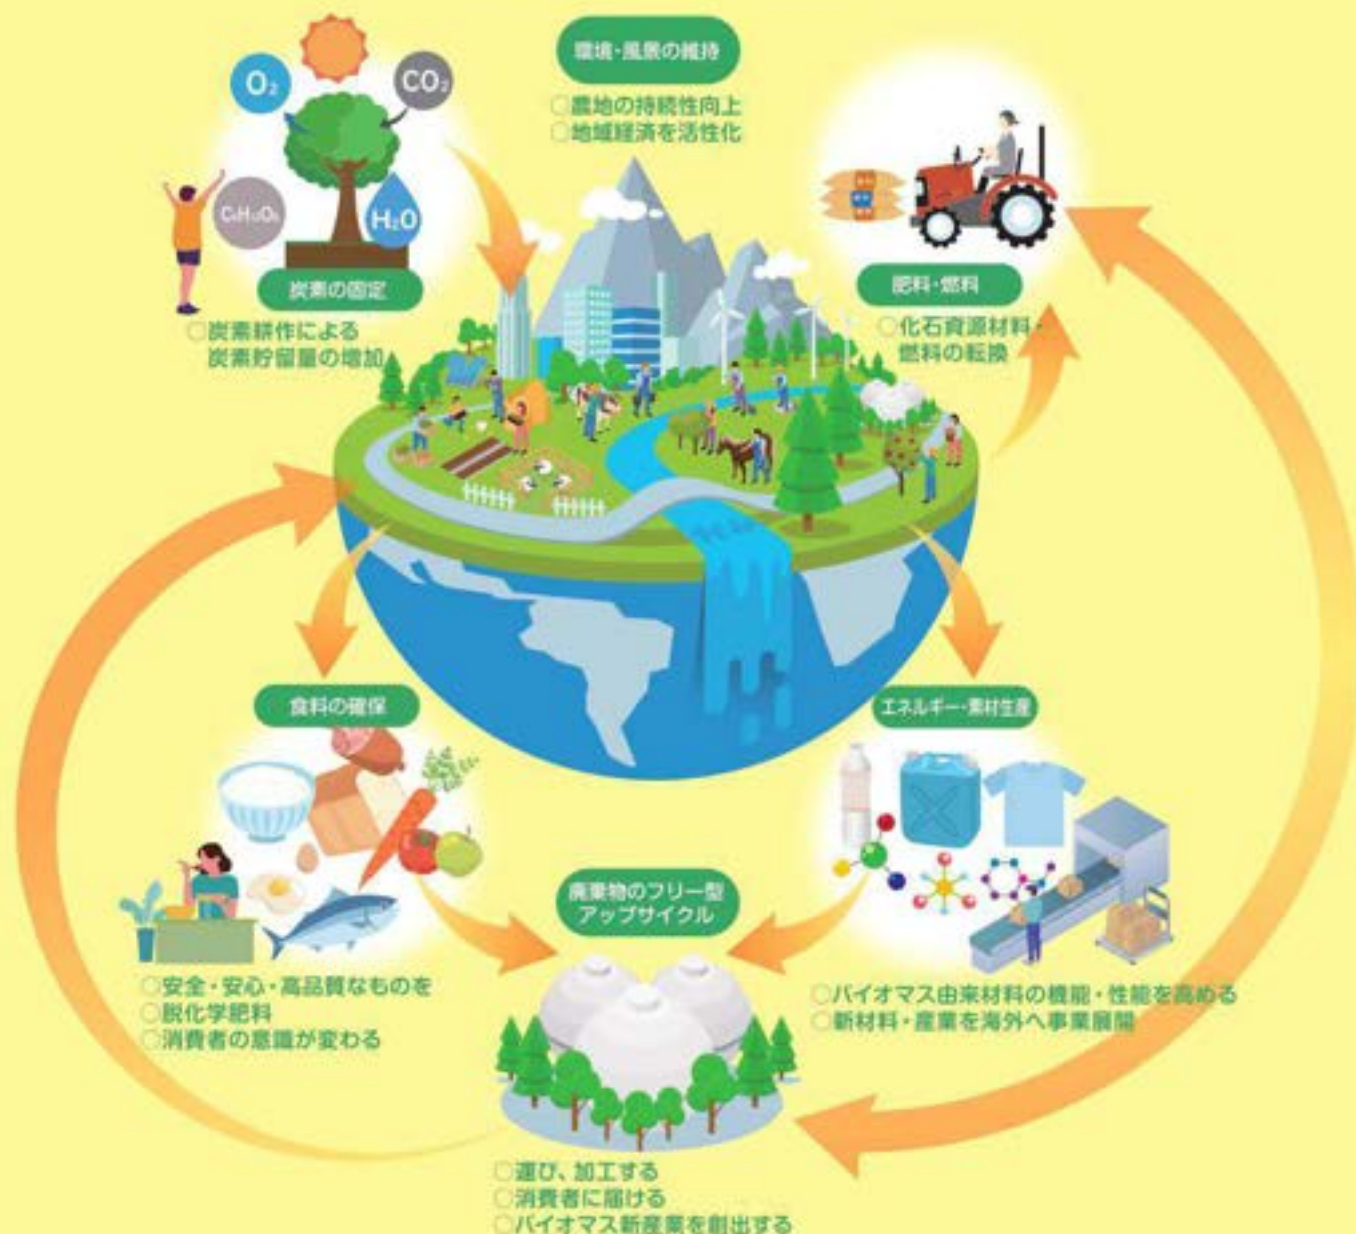 環境・風景の維持
○農地の持続性向上
○地域経済を活性化
O₂
CO₂
C₆H₁₂O₆
H₂O
炭素の固定
○炭素耕作による
炭素貯留量の増加
肥料・燃料
○化石資源材料・
燃料の転換
食料の確保
○安全・安心・高品質なものを
○脱化学肥料
○消費者の意識が変わる
エネルギー・素材生産
○バイオマス由来材料の機能・性能を高める
○新材料・産業を海外へ事業展開
廃棄物のフリー型
アップサイクル
○運び、加工する
○消費者に届ける
○バイオマス新産業を創出する